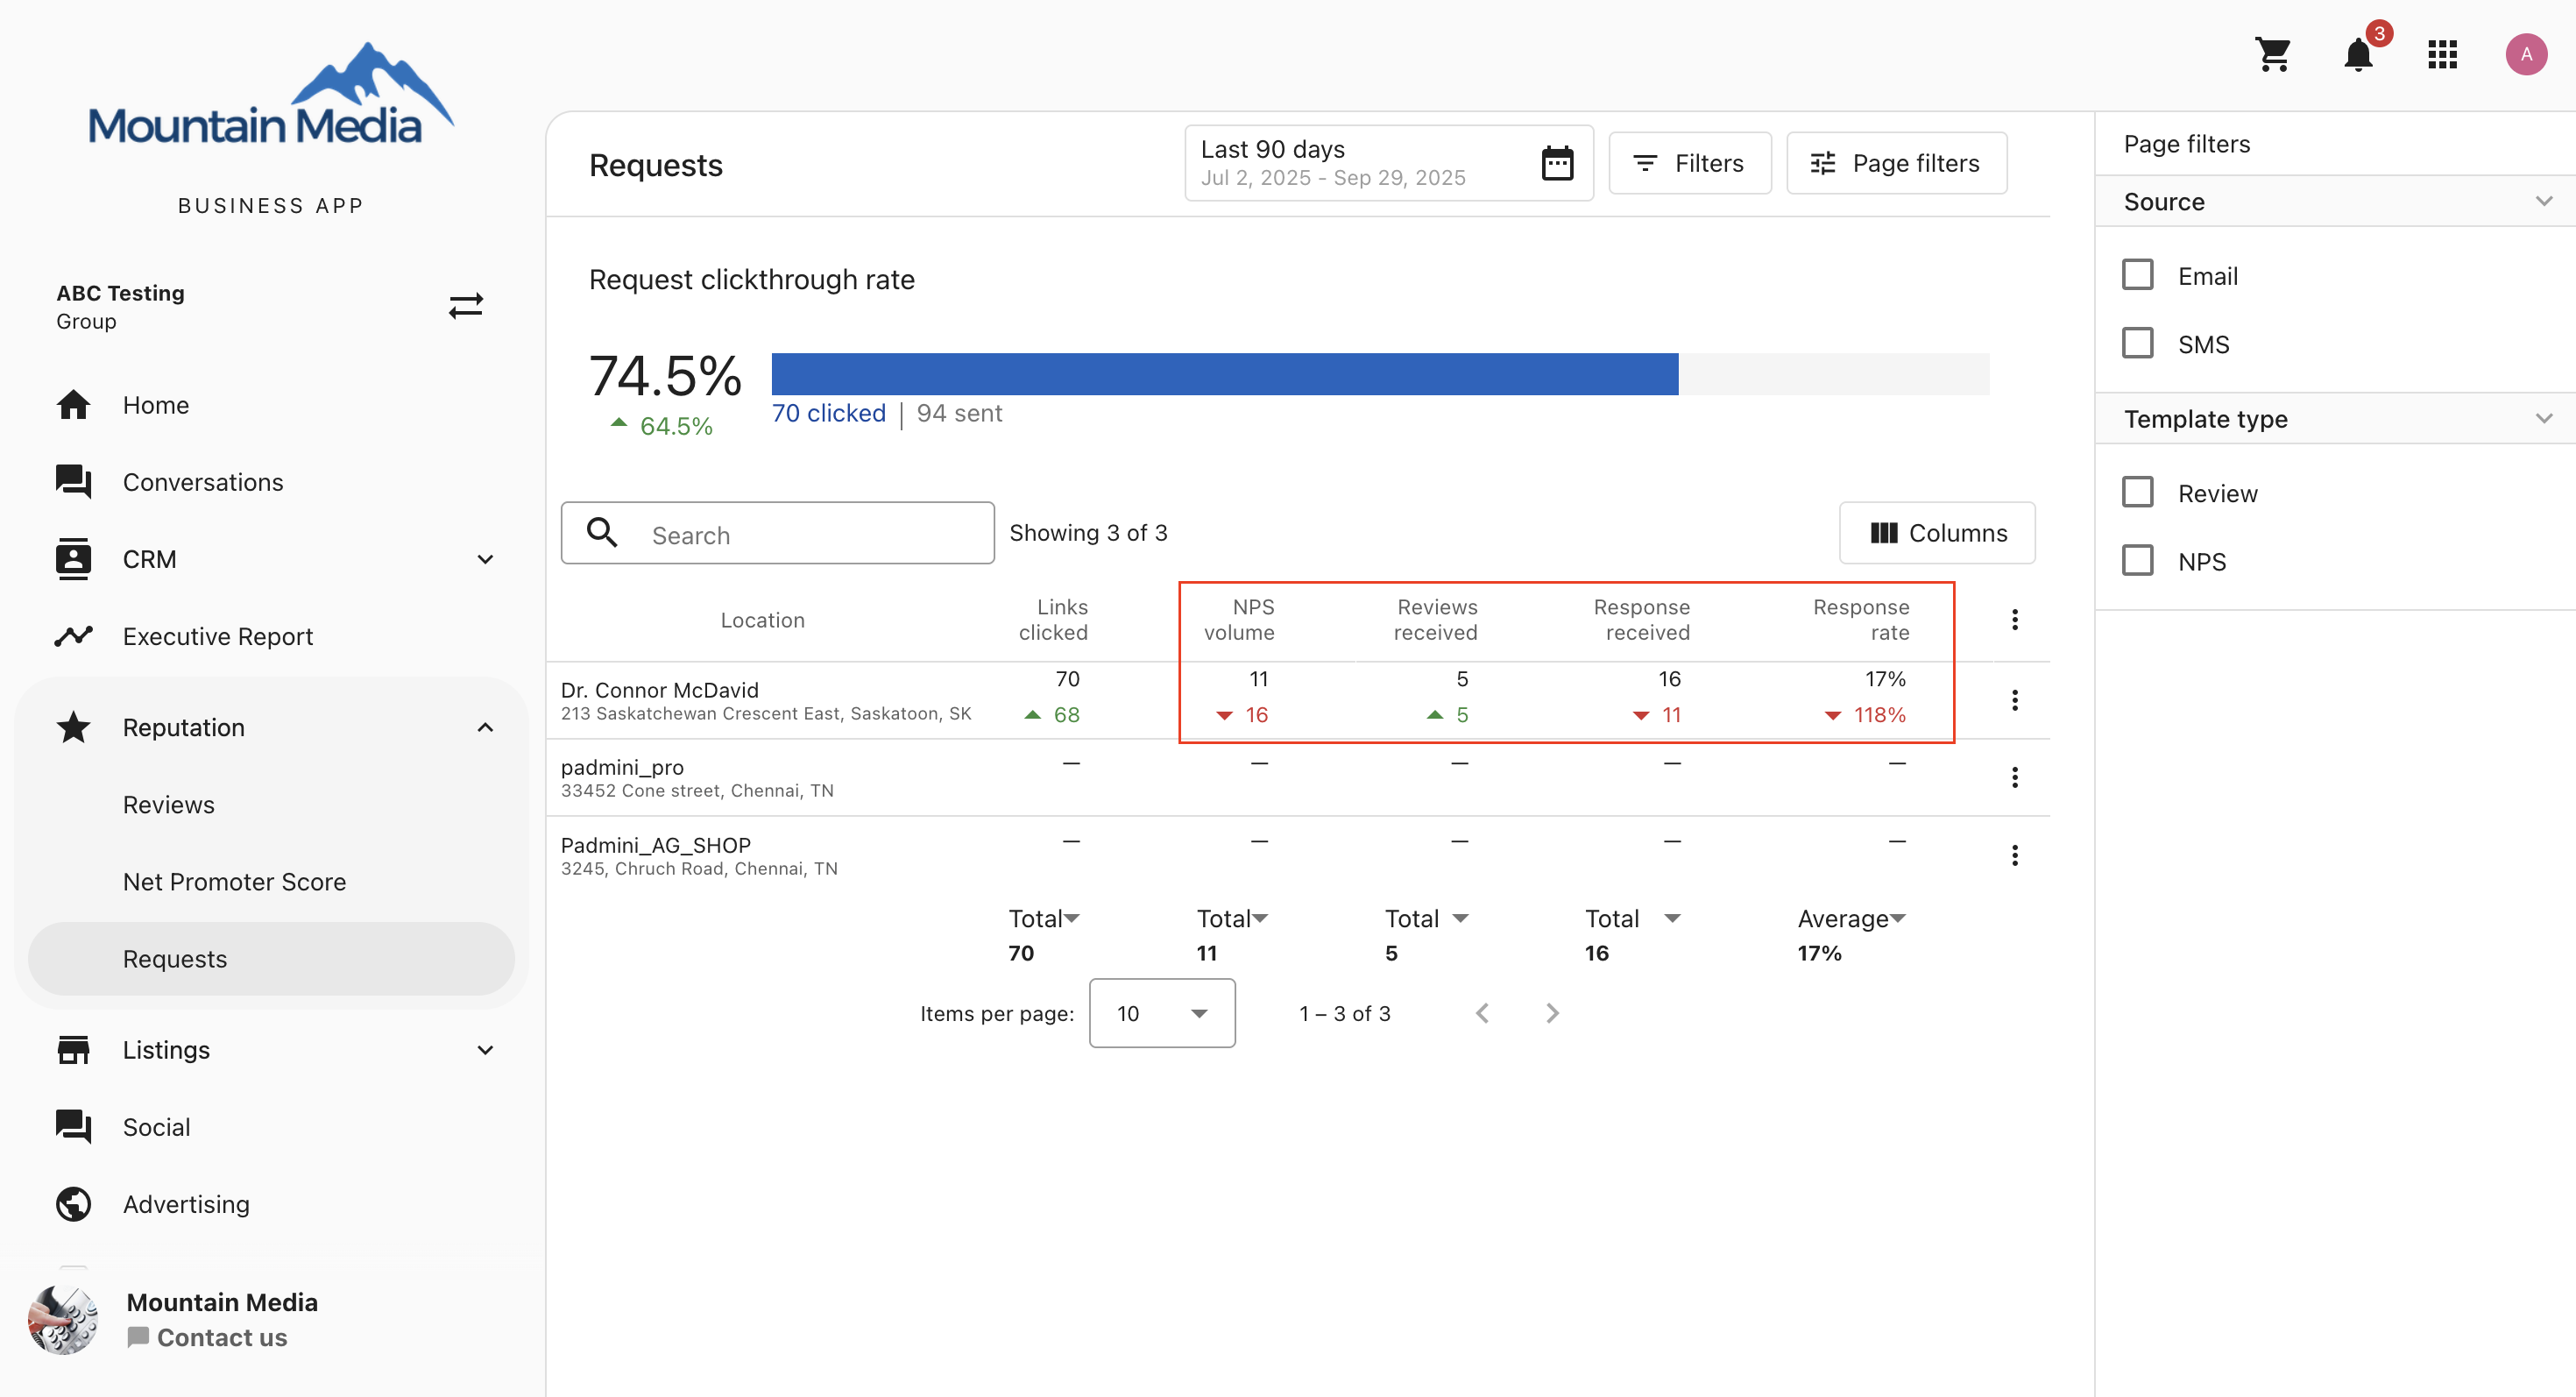 Mountain Media
BUSINESS APP
ABC Testing
Group
Home
Conversations
CRM
Executive Report
Reputation
Reviews
Net Promoter Score
Requests
Listings
Social
Advertising
Mountain Media
Contact us
3
A
Requests
Last 90 days
Jul 2, 2025 - Sep 29, 2025
Filters
Page filters
Request clickthrough rate
74.5%
64.5%
70 clicked | 94 sent
Search
Showing 3 of 3
Columns
Location
Links clicked
NPS volume
Reviews received
Response received
Response rate
Dr. Connor McDavid
213 Saskatchewan Crescent East, Saskatoon, SK
70 11 5 16 17%
68 16 5 11 118%
padmini_pro
33452 Cone street, Chennai, TN
— — — — —
Padmini_AG_SHOP
3245, Chruch Road, Chennai, TN
— — — — —
Total Total Total Total Average
70 11 5 16 17%
Items per page: 10 1 – 3 of 3
Page filters
Source
Email
SMS
Template type
Review
NPS